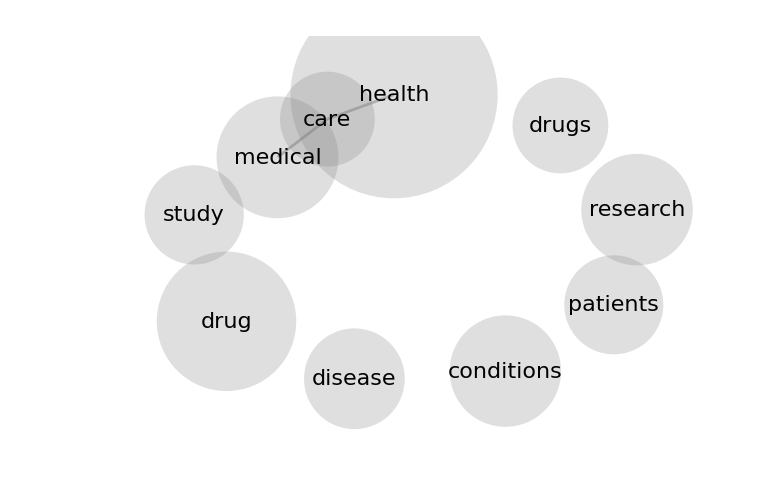 health
care
drugs
medical
research
study
patients
drug
conditions
disease